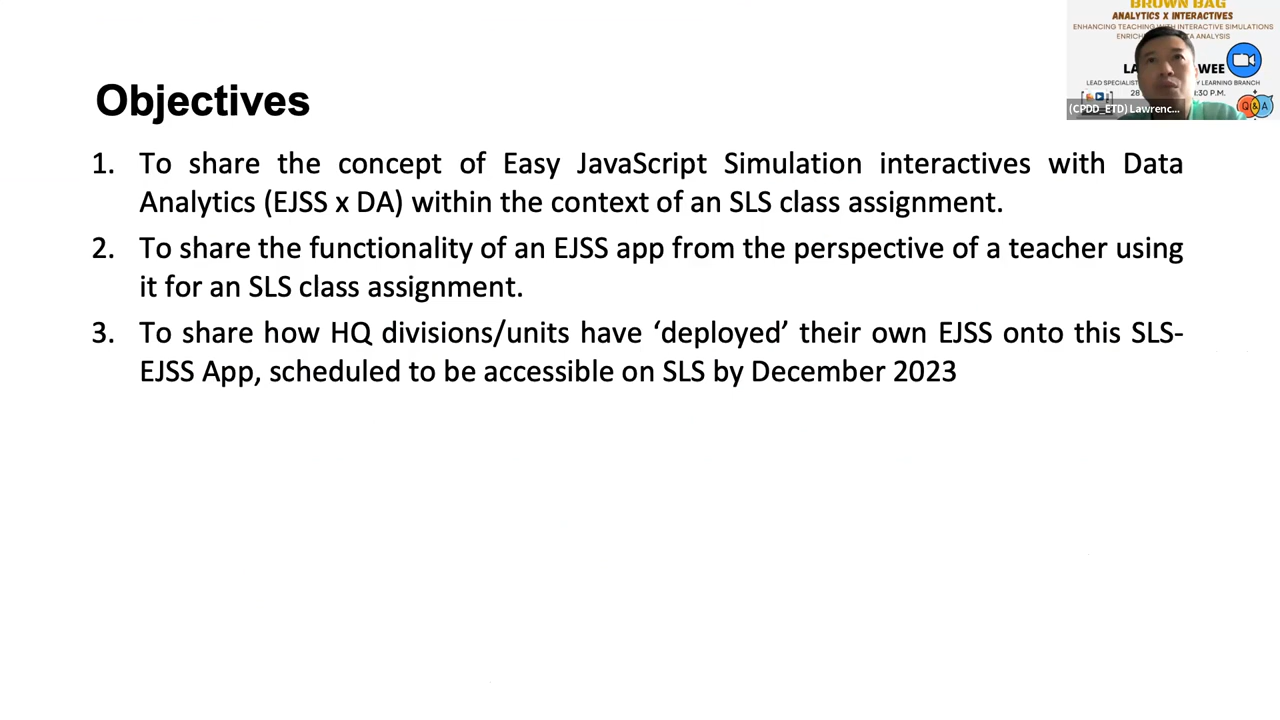 BROWN BAG
ANALYTICS X INTERACTIVES
ENHANCING TEACHING WITH INTERACTIVE SIMULATIONS
ANALYSIS
WEE
LEAD SPECIALIST LEARNING BRANCH
28 :30 P.M.
Q&A
(CPDD_ETD) Lawrenc...
Objectives
1. To share the concept of Easy JavaScript Simulation interactives with Data
Analytics (EJSS x DA) within the context of an SLS class assignment.
2. To share the functionality of an EJSS app from the perspective of a teacher using
it for an SLS class assignment.
3. To share how HQ divisions/units have ‘deployed’ their own EJSS onto this SLS-
EJSS App, scheduled to be accessible on SLS by December 2023